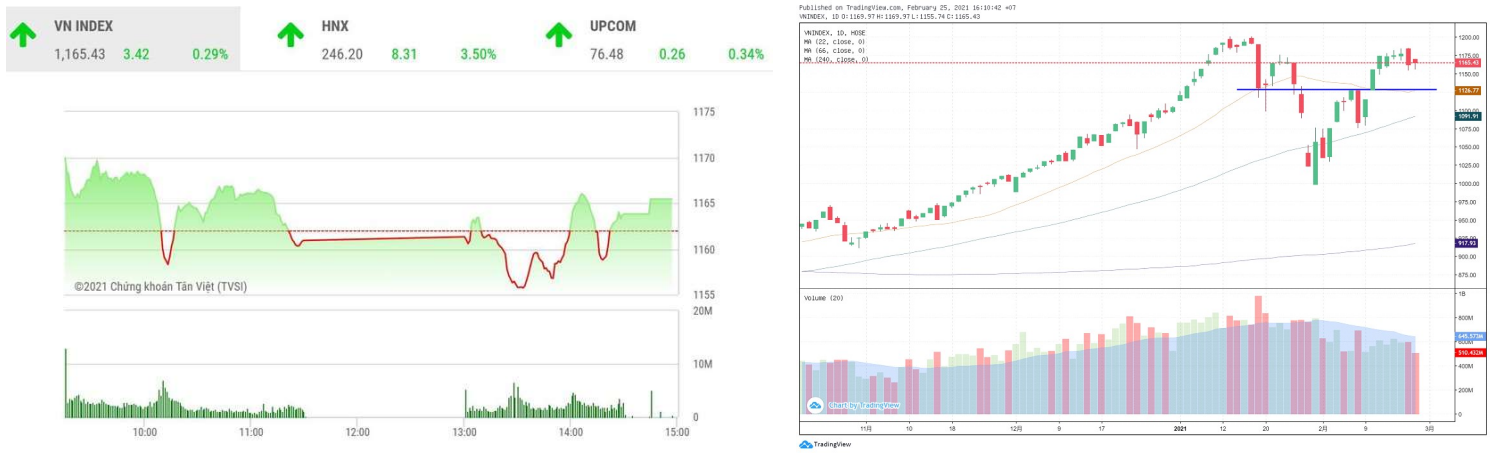 VN INDEX
1,165.43 3.42 0.29%
HNX
246.20 8.31 3.50%
UPCOM
76.48 0.26 0.34%
1175
1170
1165
1160
1155
©2021 Chứng khoán Tân Việt (TVSI)
20M
10M
0
10:00 11:00 12:00 13:00 14:00 15:00
Published on TradingView.com, February 25, 2021 16:10:42 +07
VNINDEX, 1D O:1169.97 H:1169.97 L:1155.74 C:1165.43
VNINDEX, 1D, HOSE
MA (22, close, 0)
MA (66, close, 0)
MA (240, close, 0)
1200.00
1175.00
1165.43
1150.00
1126.77
1100.00
1091.91
1075.00
1050.00
1025.00
1000.00
975.00
950.00
917.93
900.00
875.00
Volume (20)
1B
800M
645.573M
600M
510.432M
400M
200M
0
Chart by TradingView
11月 10 18 12月 9 17 2021 12 20 2月 9 3月
TradingView